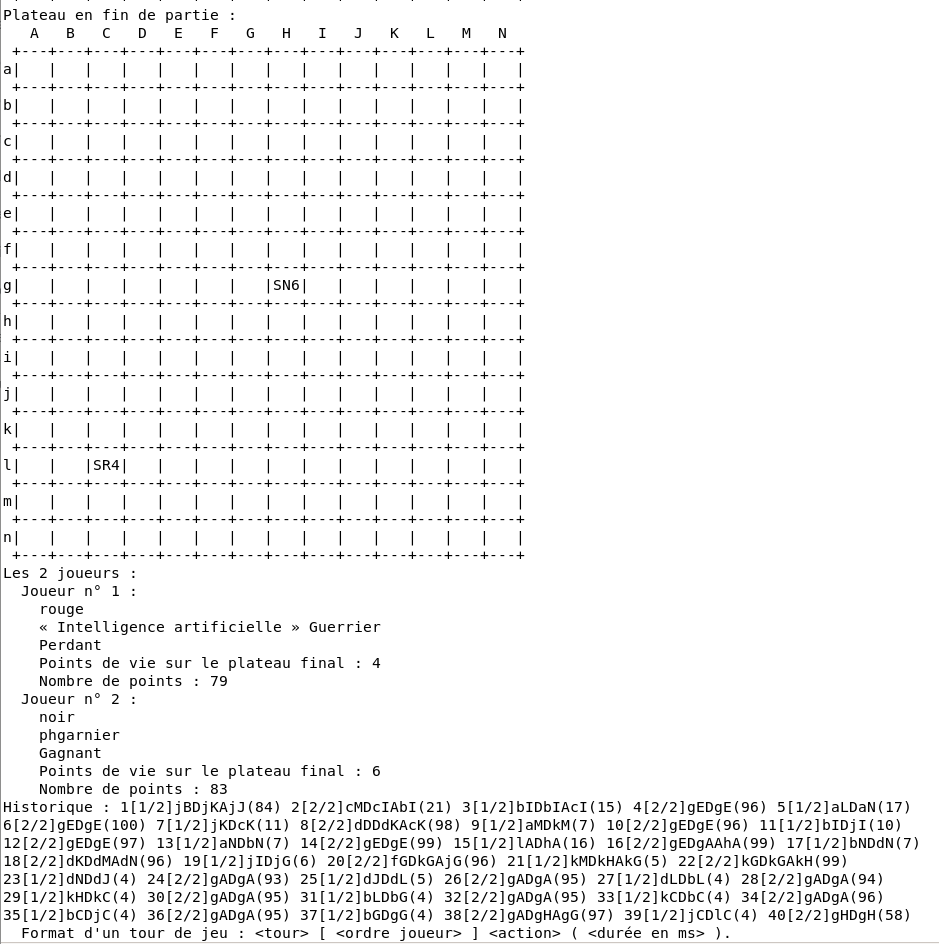 Plateau en fin de partie :
    A   B   C   D   E   F   G   H   I   J   K   L   M   N
  +---+---+---+---+---+---+---+---+---+---+---+---+---+---+
a|   |   |   |   |   |   |   |   |   |   |   |   |   |   |
  +---+---+---+---+---+---+---+---+---+---+---+---+---+---+
b|   |   |   |   |   |   |   |   |   |   |   |   |   |   |
  +---+---+---+---+---+---+---+---+---+---+---+---+---+---+
c|   |   |   |   |   |   |   |   |   |   |   |   |   |   |
  +---+---+---+---+---+---+---+---+---+---+---+---+---+---+
d|   |   |   |   |   |   |   |   |   |   |   |   |   |   |
  +---+---+---+---+---+---+---+---+---+---+---+---+---+---+
e|   |   |   |   |   |   |   |   |   |   |   |   |   |   |
  +---+---+---+---+---+---+---+---+---+---+---+---+---+---+
f|   |   |   |   |   |   |   |   |   |   |   |   |   |   |
  +---+---+---+---+---+---+---+---+---+---+---+---+---+---+
g|   |   |   |   |   |   |   |SN6|   |   |   |   |   |   |
  +---+---+---+---+---+---+---+---+---+---+---+---+---+---+
h|   |   |   |   |   |   |   |   |   |   |   |   |   |   |
  +---+---+---+---+---+---+---+---+---+---+---+---+---+---+
i|   |   |   |   |   |   |   |   |   |   |   |   |   |   |
  +---+---+---+---+---+---+---+---+---+---+---+---+---+---+
j|   |   |   |   |   |   |   |   |   |   |   |   |   |   |
  +---+---+---+---+---+---+---+---+---+---+---+---+---+---+
k|   |   |   |   |   |   |   |   |   |   |   |   |   |   |
  +---+---+---+---+---+---+---+---+---+---+---+---+---+---+
l|   |   |SR4|   |   |   |   |   |   |   |   |   |   |   |
  +---+---+---+---+---+---+---+---+---+---+---+---+---+---+
m|   |   |   |   |   |   |   |   |   |   |   |   |   |   |
  +---+---+---+---+---+---+---+---+---+---+---+---+---+---+
n|   |   |   |   |   |   |   |   |   |   |   |   |   |   |
  +---+---+---+---+---+---+---+---+---+---+---+---+---+---+
Les 2 joueurs :
  Joueur n° 1 :
    rouge
    « Intelligence artificielle » Guerrier
    Perdant
    Points de vie sur le plateau final : 4
    Nombre de points : 79
  Joueur n° 2 :
    noir
    phgarnier
    Gagnant
    Points de vie sur le plateau final : 6
    Nombre de points : 83
Historique : 1[1/2]jBDjKAjJ(84) 2[2/2]cMDcIAbI(21) 3[1/2]bIDbIAcI(15) 4[2/2]gEDgE(96) 5[1/2]aLDaN(17)
6[2/2]gEDgE(100) 7[1/2]jKDcK(11) 8[2/2]dDDdKAcK(98) 9[1/2]aMDkM(7) 10[2/2]gEDgE(96) 11[1/2]bIDjI(10)
12[2/2]gEDgE(97) 13[1/2]aNDbN(7) 14[2/2]gEDgE(99) 15[1/2]lADhA(16) 16[2/2]gEDgAAhA(99) 17[1/2]bNDdN(7)
18[2/2]dKDdMAdN(96) 19[1/2]jIDjG(6) 20[2/2]fGDkGAjG(96) 21[1/2]kMDkHAkG(5) 22[2/2]kGDkGAkH(99)
23[1/2]dNDdJ(4) 24[2/2]gADgA(93) 25[1/2]dJDdL(5) 26[2/2]gADgA(95) 27[1/2]dLDbL(4) 28[2/2]gADgA(94)
29[1/2]kHDkC(4) 30[2/2]gADgA(95) 31[1/2]bLDbG(4) 32[2/2]gADgA(95) 33[1/2]kCDbC(4) 34[2/2]gADgA(96)
35[1/2]bCDjC(4) 36[2/2]gADgA(95) 37[1/2]bGDgG(4) 38[2/2]gADgHAgG(97) 39[1/2]jCDlC(4) 40[2/2]gHDgH(58)
  Format d'un tour de jeu : <tour> [ <ordre joueur> ] <action> ( <durée en ms> ).